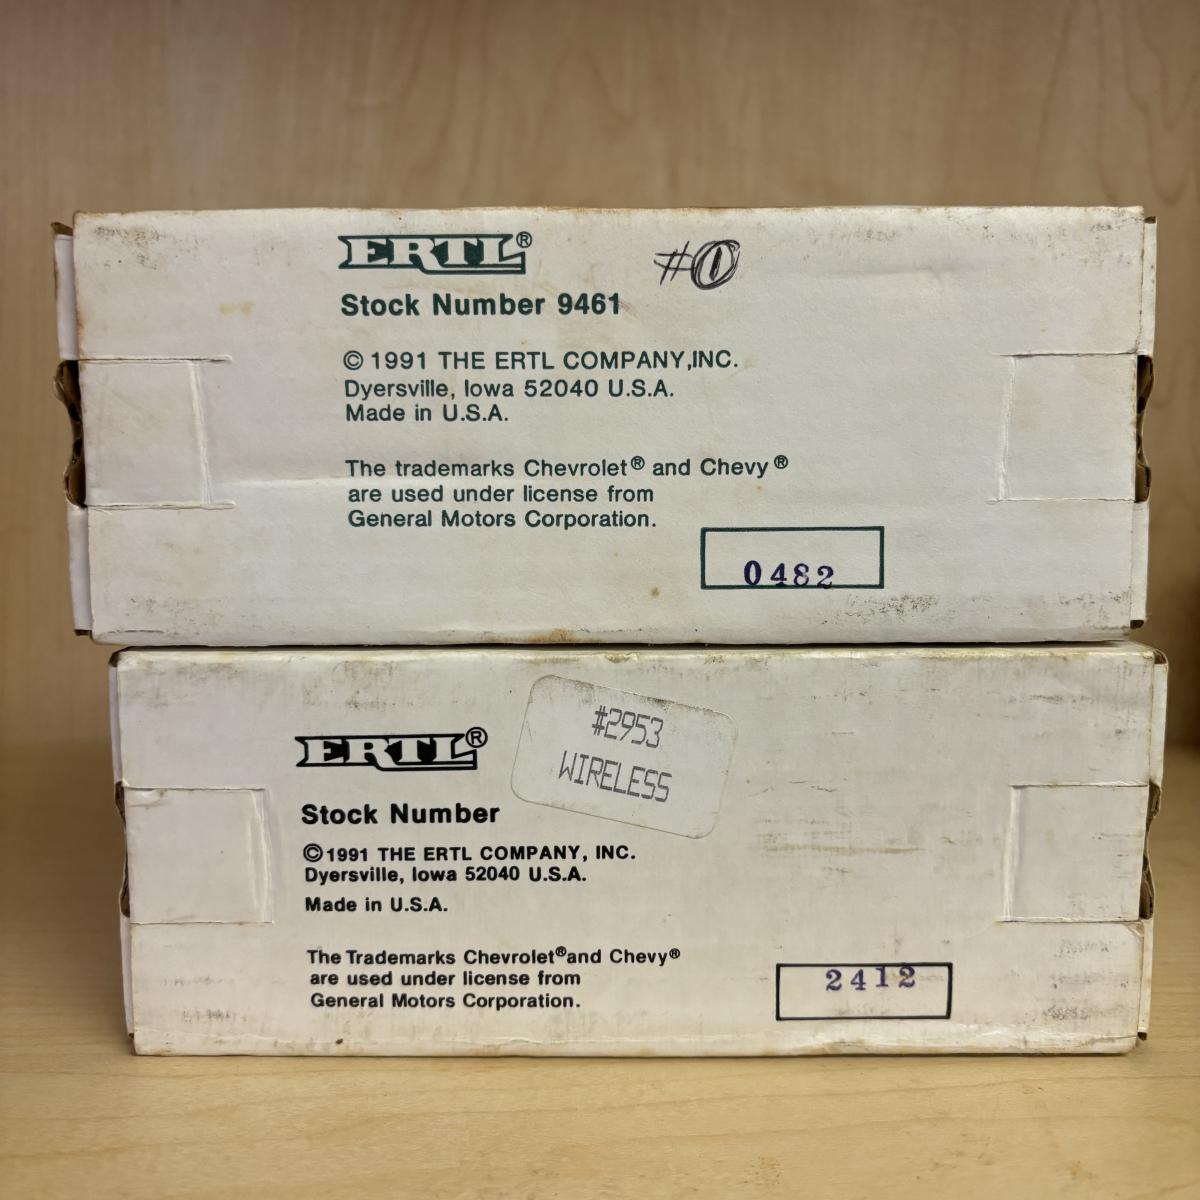 ERTL®
#1
Stock Number 9461
© 1991 THE ERTL COMPANY,INC.
Dyersville, Iowa 52040 U.S.A.
Made in U.S.A.
The trademarks Chevrolet® and Chevy®
are used under license from
General Motors Corporation.
0482
#2953
WIRELESS
ERTL®
Stock Number
©1991 THE ERTL COMPANY, INC.
Dyersville, Iowa 52040 U.S.A.
Made in U.S.A.
The Trademarks Chevrolet®and Chevy®
are used under license from
General Motors Corporation.
2412